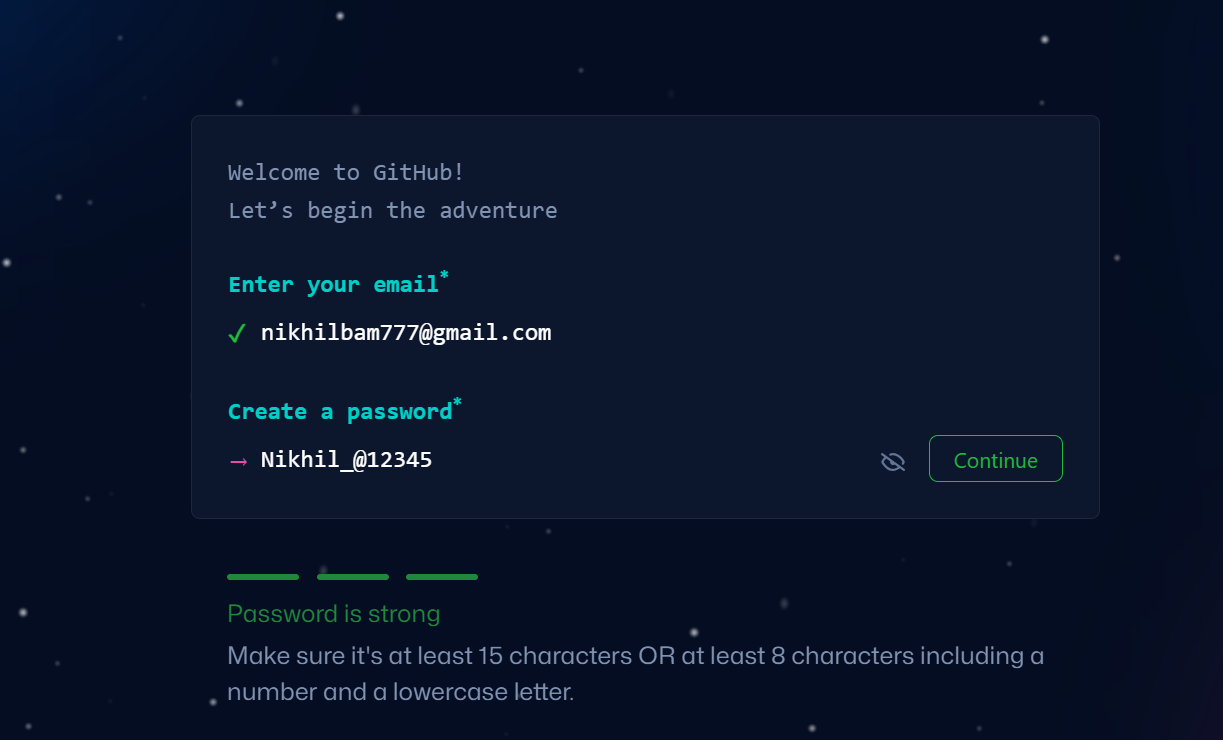 Welcome to GitHub!
Let’s begin the adventure
Enter your email*
✓ nikhilbam777@gmail.com
Create a password*
→ Nikhil_@12345
Continue
Password is strong
Make sure it's at least 15 characters OR at least 8 characters including a
number and a lowercase letter.